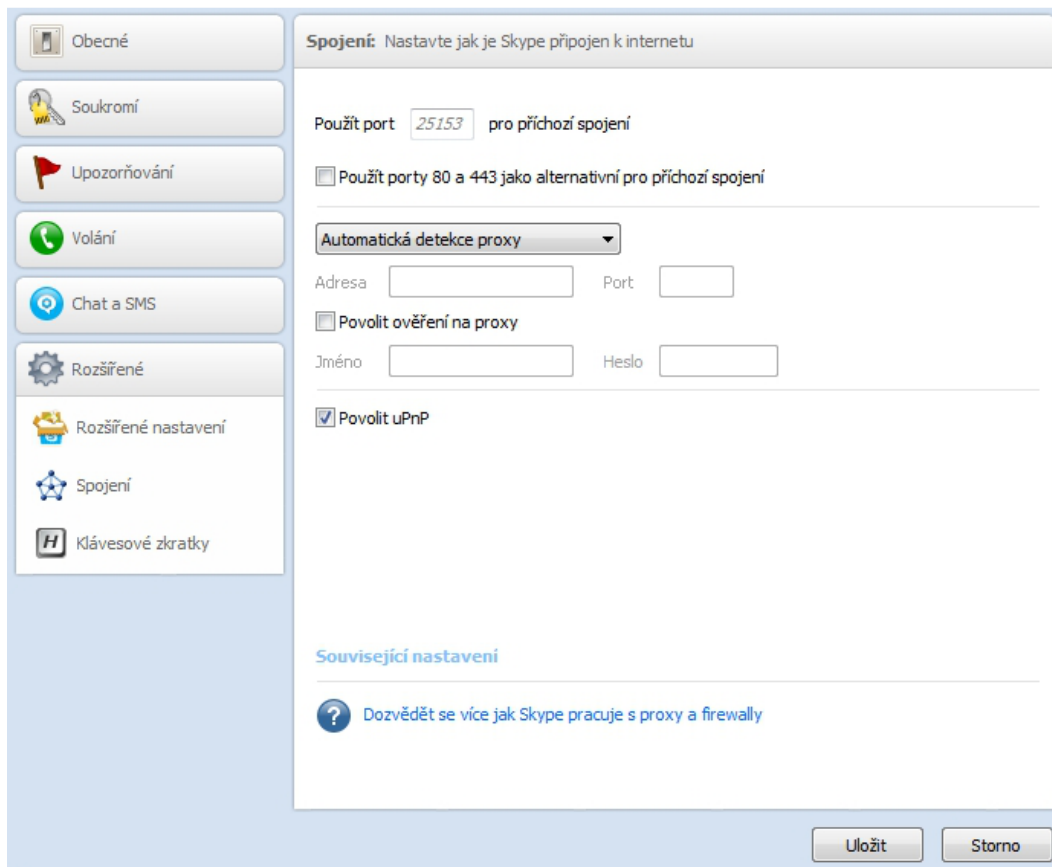 Obecné
Soukromí
Upozorňování
Volání
Chat a SMS
Rozšířené
Rozšířené nastavení
Spojení
H Klávesové zkratky
Spojení: Nastavte jak je Skype připojen k internetu
Použít port 25153 pro příchozí spojení
Použít porty 80 a 443 jako alternativní pro příchozí spojení
Automatická detekce proxy
Adresa Port
Povolit ověření na proxy
Jméno Heslo
Povolit uPnP
Související nastavení
? Dozvědět se více jak Skype pracuje s proxy a firewally
Uložit Storno